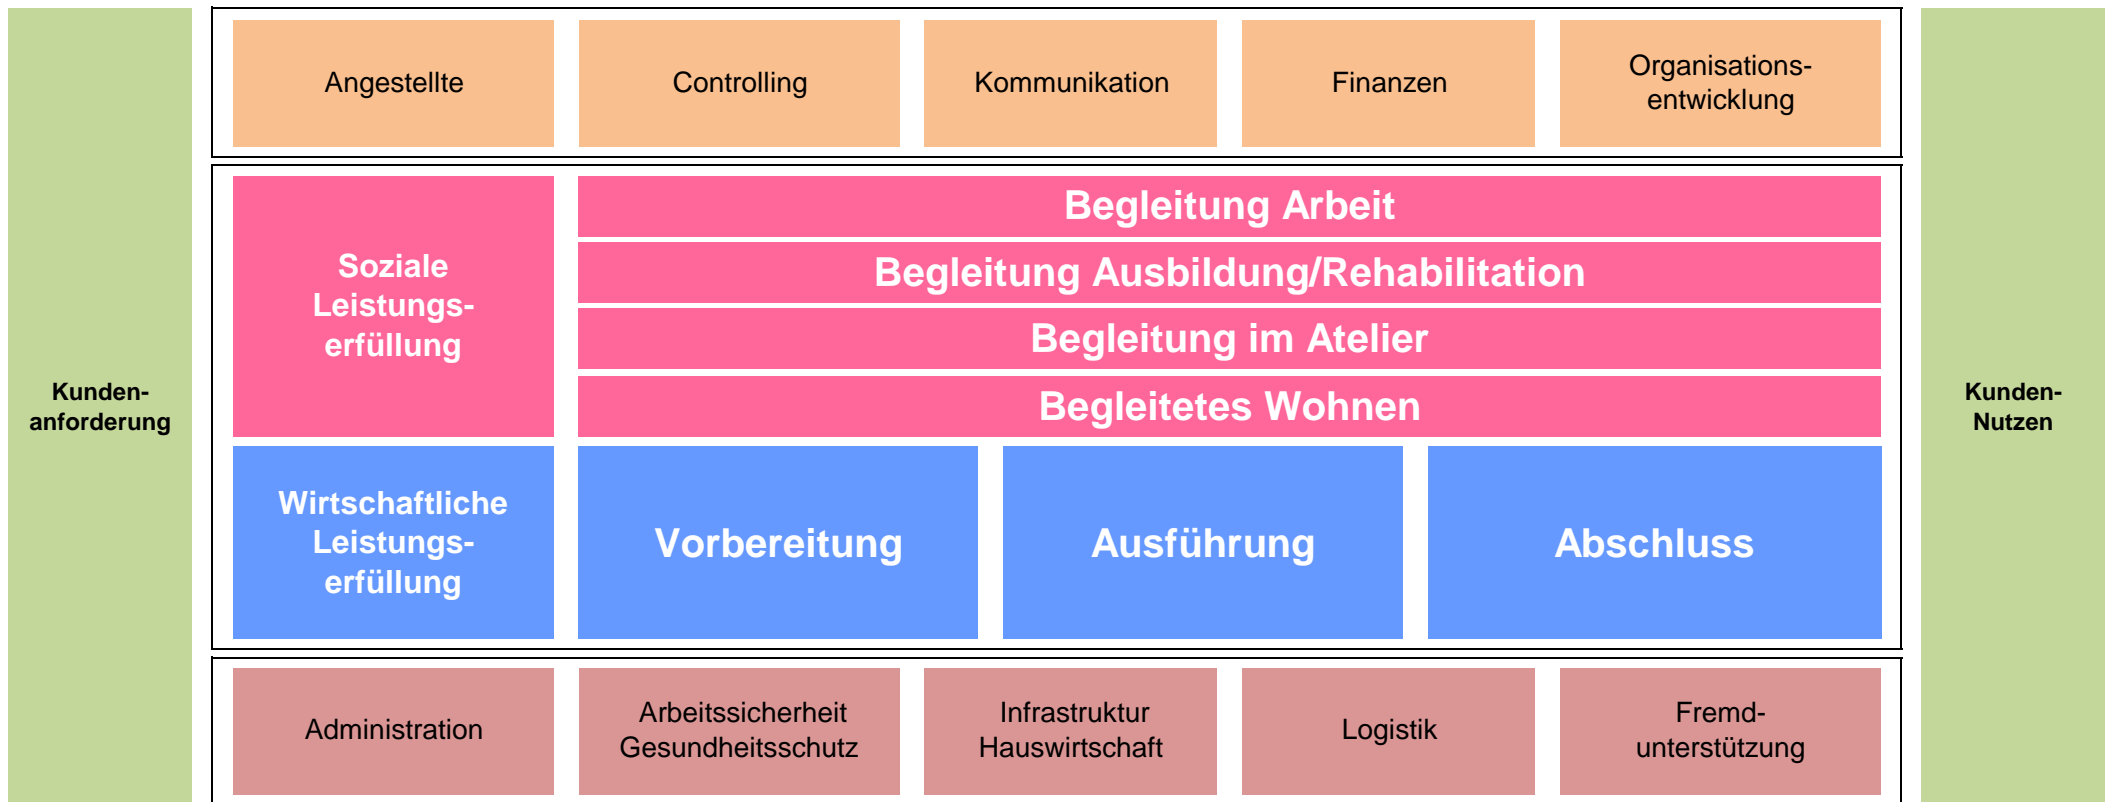 Kunden-
anforderung
Angestellte
Controlling
Kommunikation
Finanzen
Organisations-
entwicklung
Soziale
Leistungs-
erfüllung
Begleitung Arbeit
Begleitung Ausbildung/Rehabilitation
Begleitung im Atelier
Begleitetes Wohnen
Wirtschaftliche
Leistungs-
erfüllung
Vorbereitung
Ausführung
Abschluss
Administration
Arbeitssicherheit
Gesundheitsschutz
Infrastruktur
Hauswirtschaft
Logistik
Fremd-
unterstützung
Kunden-
Nutzen